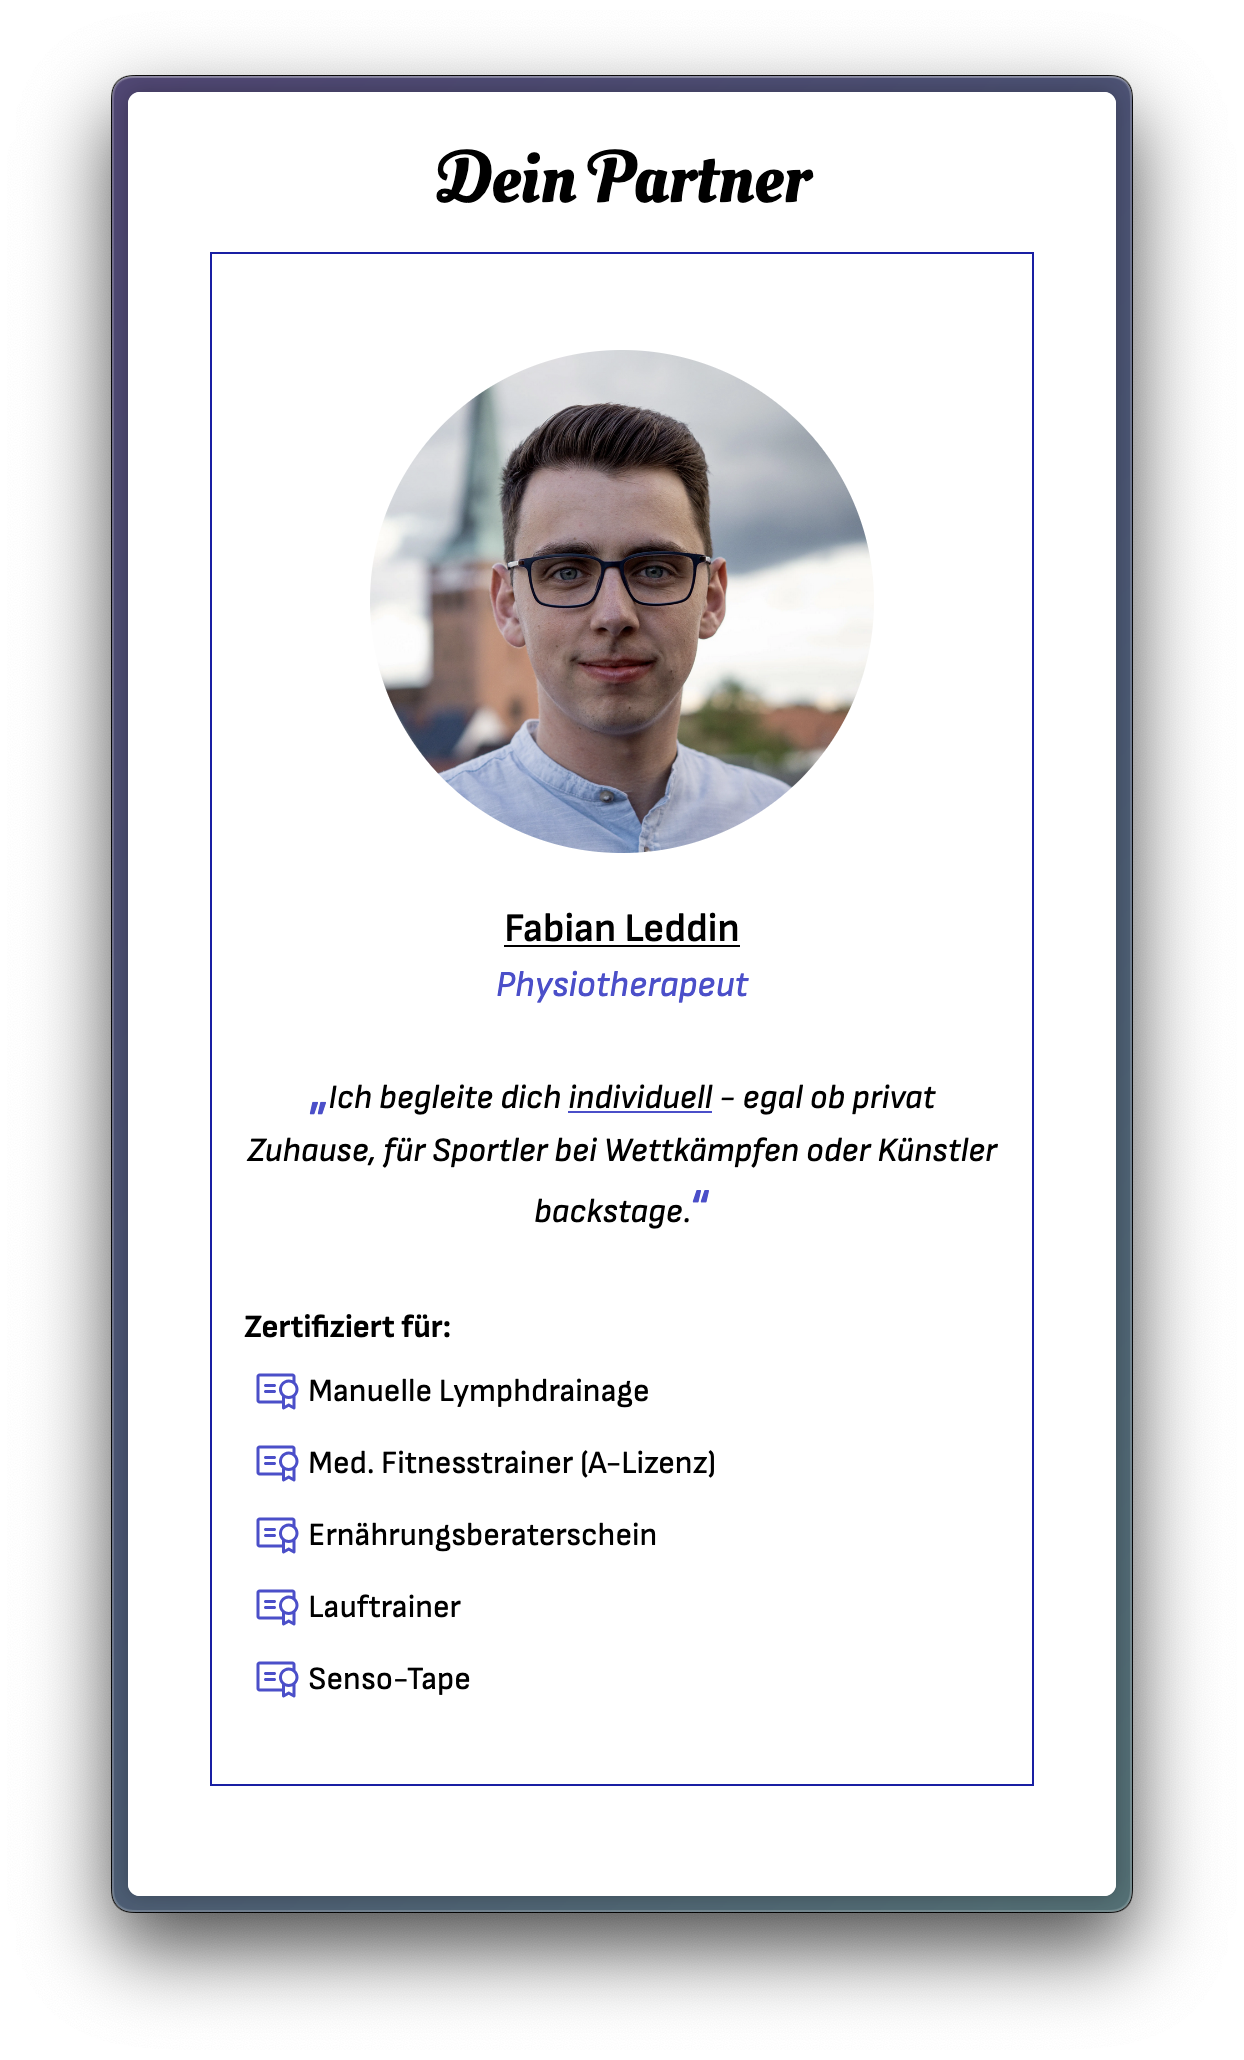 Dein Partner
Fabian Leddin
Physiotherapeut
„Ich begleite dich individuell - egal ob privat
Zuhause, für Sportler bei Wettkämpfen oder Künstler
backstage.“
Zertifiziert für:
Manuelle Lymphdrainage
Med. Fitnesstrainer (A-Lizenz)
Ernährungsberaterschein
Lauftrainer
Senso-Tape